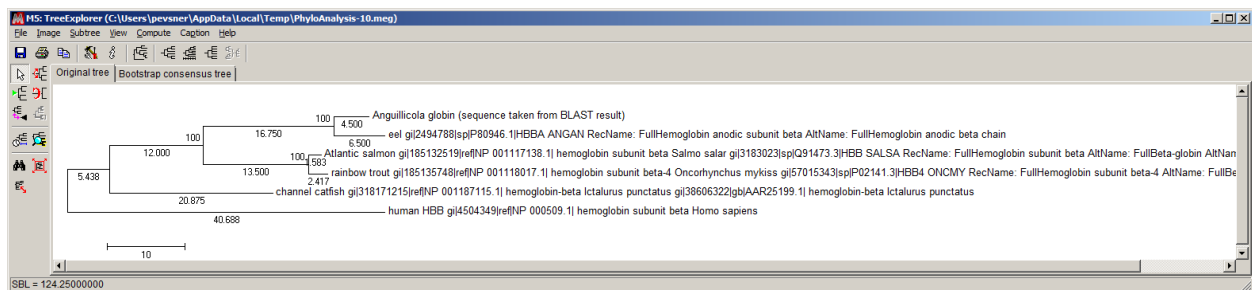 M5: TreeExplorer (C:\Users\pevsner\AppData\Local\Temp\PhyloAnalysis-10.meg)
File Image Subtree View Compute Caption Help
Original tree Bootstrap consensus tree
100 4.500 Anguillicola globin (sequence taken from BLAST result)
100 16.750 6.500 eel gi|2494788|sp|P80946.1|HBBA ANGAN RecName: FullHemoglobin anodic subunit beta AltName: FullHemoglobin anodic beta chain
12.000 100 .583 Atlantic salmon gi|185132519|ref|NP 001117138.1| hemoglobin subunit beta Salmo salar gi|3183023|sp|Q91473.3|HBB SALSA RecName: FullHemoglobin subunit beta AltName: FullBeta-globin AltNam
5.438 13.500 2.417 rainbow trout gi|185135748|ref|NP 001118017.1| hemoglobin subunit beta-4 Oncorhynchus mykiss gi|57015343|sp|P02141.3|HBB4 ONCMY RecName: FullHemoglobin subunit beta-4 AltName: FullBe
20.875 channel catfish gi|318171215|ref|NP 001187115.1| hemoglobin-beta Ictalurus punctatus gi|38606322|gb|AAR25199.1| hemoglobin-beta Ictalurus punctatus
40.688 human HBB gi|4504349|ref|NP 000509.1| hemoglobin subunit beta Homo sapiens
10
SBL = 124.25000000